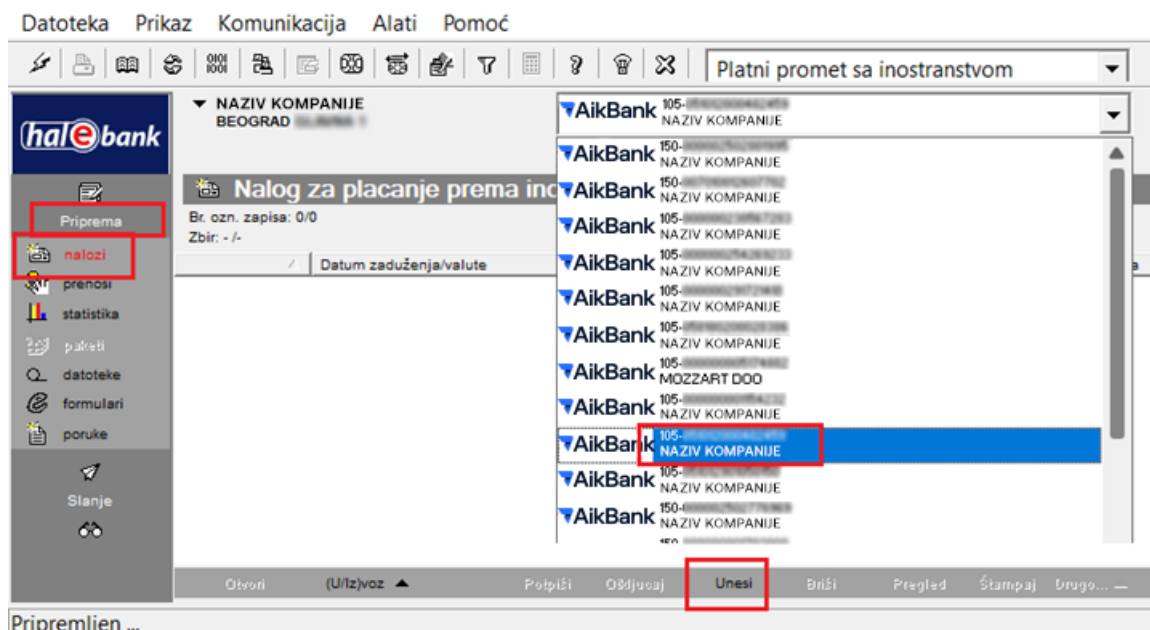 Datoteka Prikaz Komunikacija Alati Pomoć
Platni promet sa inostranstvom
halebank
NAZIV KOMPANIJE
BEOGRAD
AikBank 105-
NAZIV KOMPANIJE
AikBank 150-
NAZIV KOMPANIJE
AikBank 150-
NAZIV KOMPANIJE
AikBank 105-
NAZIV KOMPANIJE
AikBank 105-
NAZIV KOMPANIJE
AikBank 105-
NAZIV KOMPANIJE
AikBank 105-
NAZIV KOMPANIJE
AikBank 105-
MOZZART DOO
AikBank 105-
NAZIV KOMPANIJE
AikBank 105-
NAZIV KOMPANIJE
AikBank 105-
NAZIV KOMPANIJE
AikBank 150-
NAZIV KOMPANIJE
Nalog za placanje prema ino
Br. ozn. zapisa: 0/0
Zbir: - /-
Datum zaduženja/valute
Priprema
nalozi
prenosi
statistika
paketi
datoteke
formulari
poruke
Slanje
Otvori (U/Iz)voz Potpiši Unesi Briši Pregled Štampaj Drugo...
Pripremljen ...